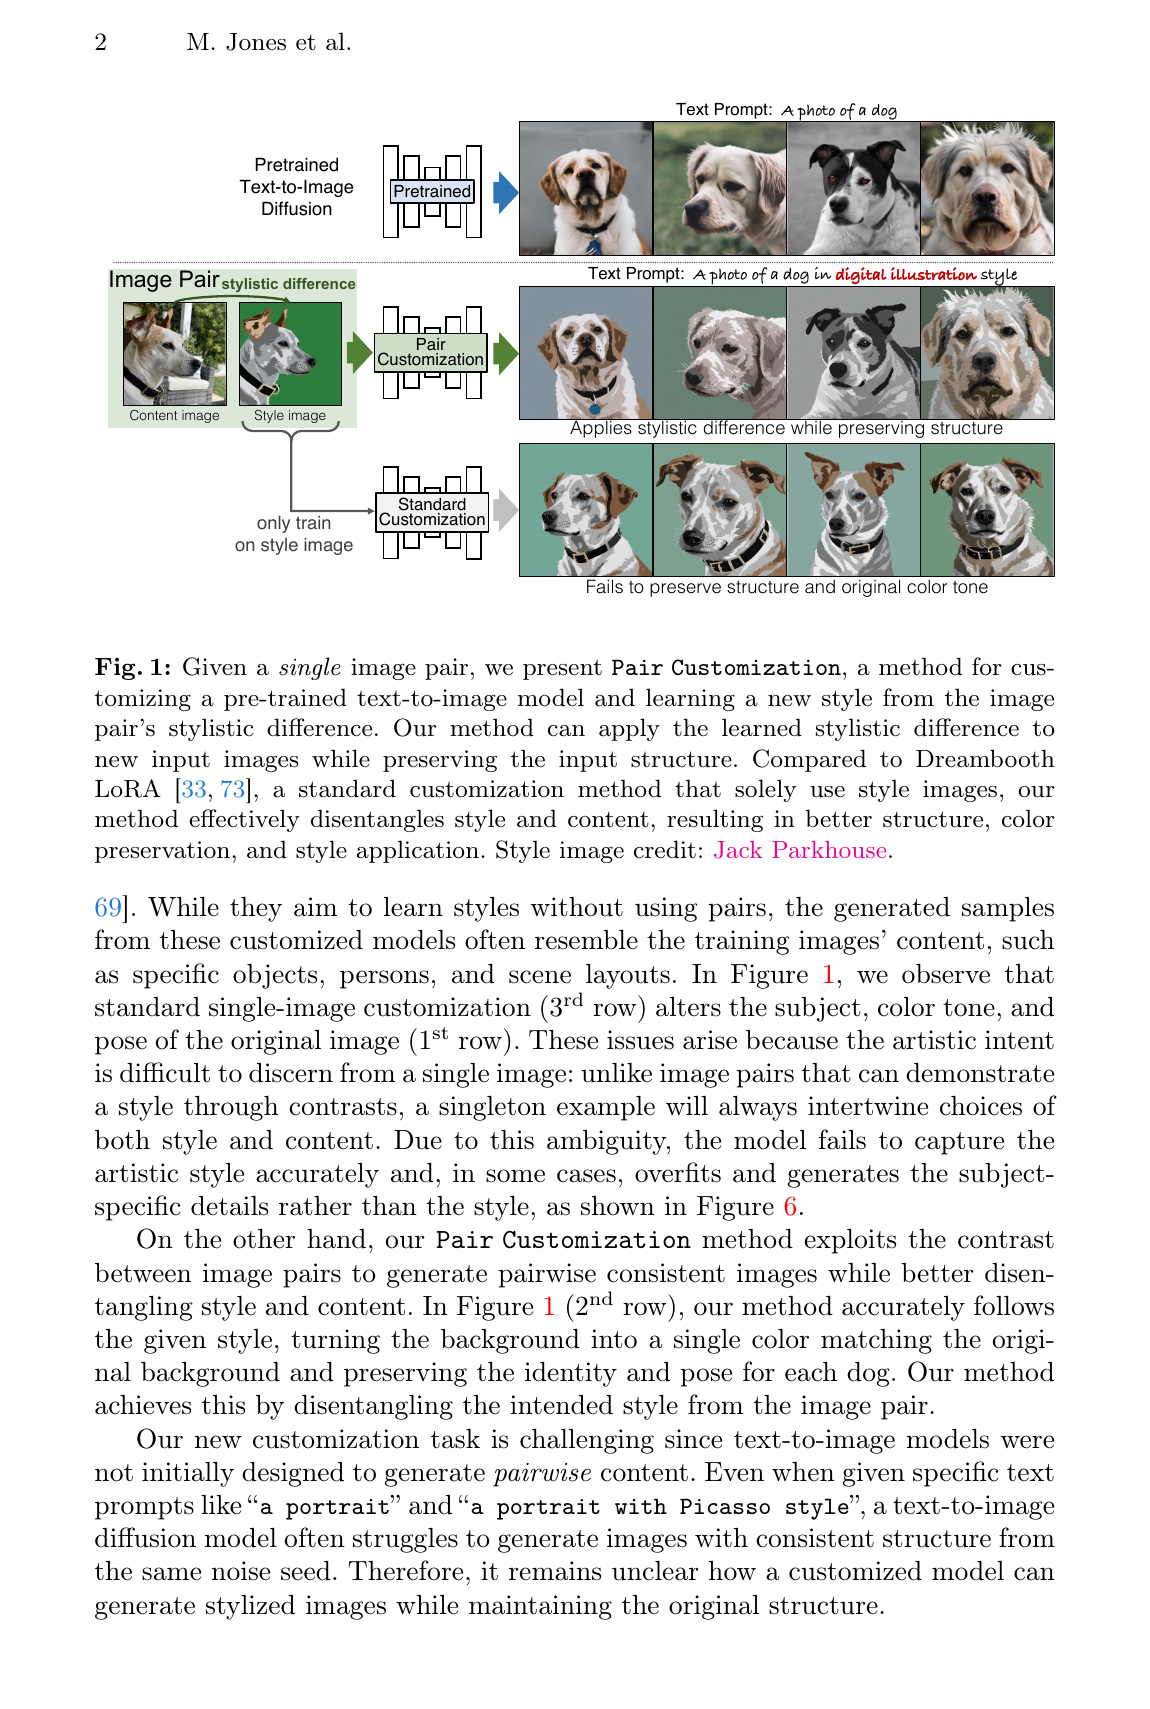 2 M. Jones et al.
Text Prompt: A photo of a dog
Pretrained
Text-to-Image
Diffusion
Pretrained
Text Prompt: A photo of a dog in digital illustration style
Image Pair stylistic difference
Pair
Customization
Content image Style image
Applies stylistic difference while preserving structure
Standard
Customization
only train
on style image
Fails to preserve structure and original color tone
Fig. 1: Given a single image pair, we present Pair Customization, a method for cus-
tomizing a pre-trained text-to-image model and learning a new style from the image
pair's stylistic difference. Our method can apply the learned stylistic difference to
new input images while preserving the input structure. Compared to Dreambooth
LoRA [33, 73], a standard customization method that solely use style images, our
method effectively disentangles style and content, resulting in better structure, color
preservation, and style application. Style image credit: Jack Parkhouse.
69]. While they aim to learn styles without using pairs, the generated samples
from these customized models often resemble the training images' content, such
as specific objects, persons, and scene layouts. In Figure 1, we observe that
standard single-image customization (3rd row) alters the subject, color tone, and
pose of the original image (1st row). These issues arise because the artistic intent
is difficult to discern from a single image: unlike image pairs that can demonstrate
a style through contrasts, a singleton example will always intertwine choices of
both style and content. Due to this ambiguity, the model fails to capture the
artistic style accurately and, in some cases, overfits and generates the subject-
specific details rather than the style, as shown in Figure 6.
On the other hand, our Pair Customization method exploits the contrast
between image pairs to generate pairwise consistent images while better disen-
tangling style and content. In Figure 1 (2nd row), our method accurately follows
the given style, turning the background into a single color matching the origi-
nal background and preserving the identity and pose for each dog. Our method
achieves this by disentangling the intended style from the image pair.
Our new customization task is challenging since text-to-image models were
not initially designed to generate pairwise content. Even when given specific text
prompts like “a portrait” and “a portrait with Picasso style”, a text-to-image
diffusion model often struggles to generate images with consistent structure from
the same noise seed. Therefore, it remains unclear how a customized model can
generate stylized images while maintaining the original structure.